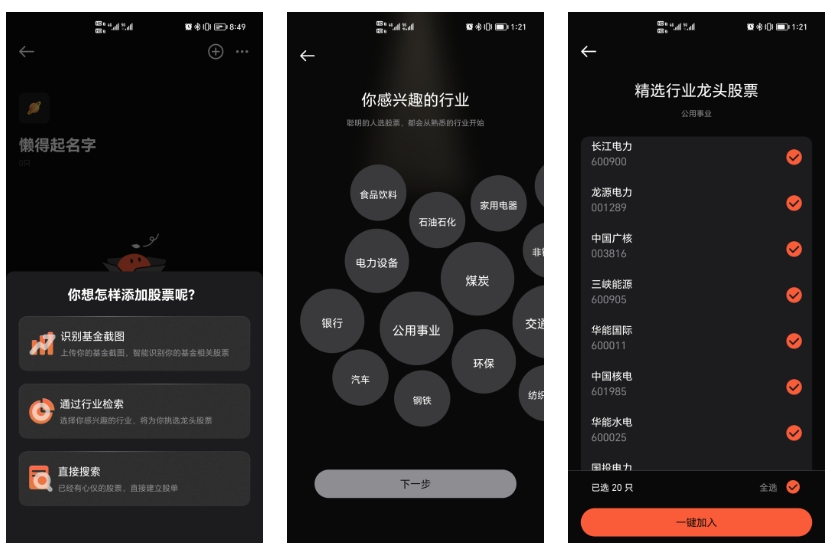 8:49
懒得起名字
0只
你想怎样添加股票呢?
识别基金截图
上传你的基金截图，智能识别你的基金相关股票
通过行业检索
选择你感兴趣的行业，将为你挑选龙头股票
直接搜索
已经有心仪的股票，直接建立股单
1:21
你感兴趣的行业
聪明的人选股票，都会从熟悉的行业开始
食品饮料
石油石化
家用电器
电力设备
煤炭
非
银行
公用事业
交通
汽车
环保
钢铁
纺织
下一步
1:21
精选行业龙头股票
公用事业
长江电力
600900
龙源电力
001289
中国广核
003816
三峡能源
600905
华能国际
600011
中国核电
601985
华能水电
600025
国投电力
已选 20 只
全选
一键加入